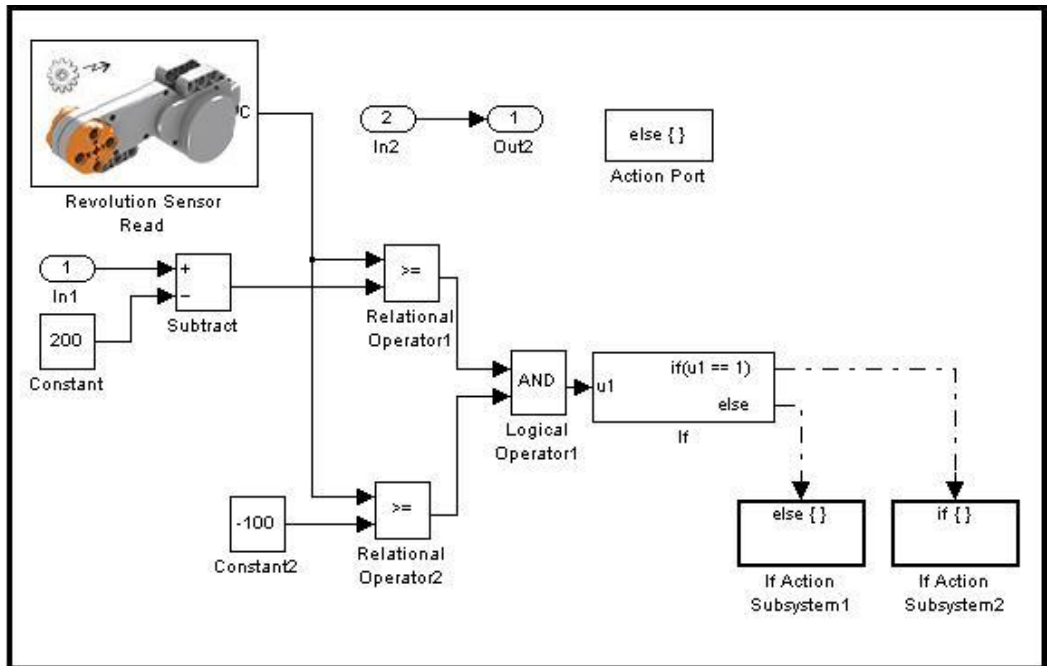 C
Revolution Sensor
Read
2
In2
1
Out2
else { }
Action Port
1
In1
+
−
Subtract
200
Constant
>=
Relational
Operator1
AND
Logical
Operator1
u1
if(u1 == 1)
else
If
-100
Constant2
>=
Relational
Operator2
else { }
If Action
Subsystem1
if { }
If Action
Subsystem2